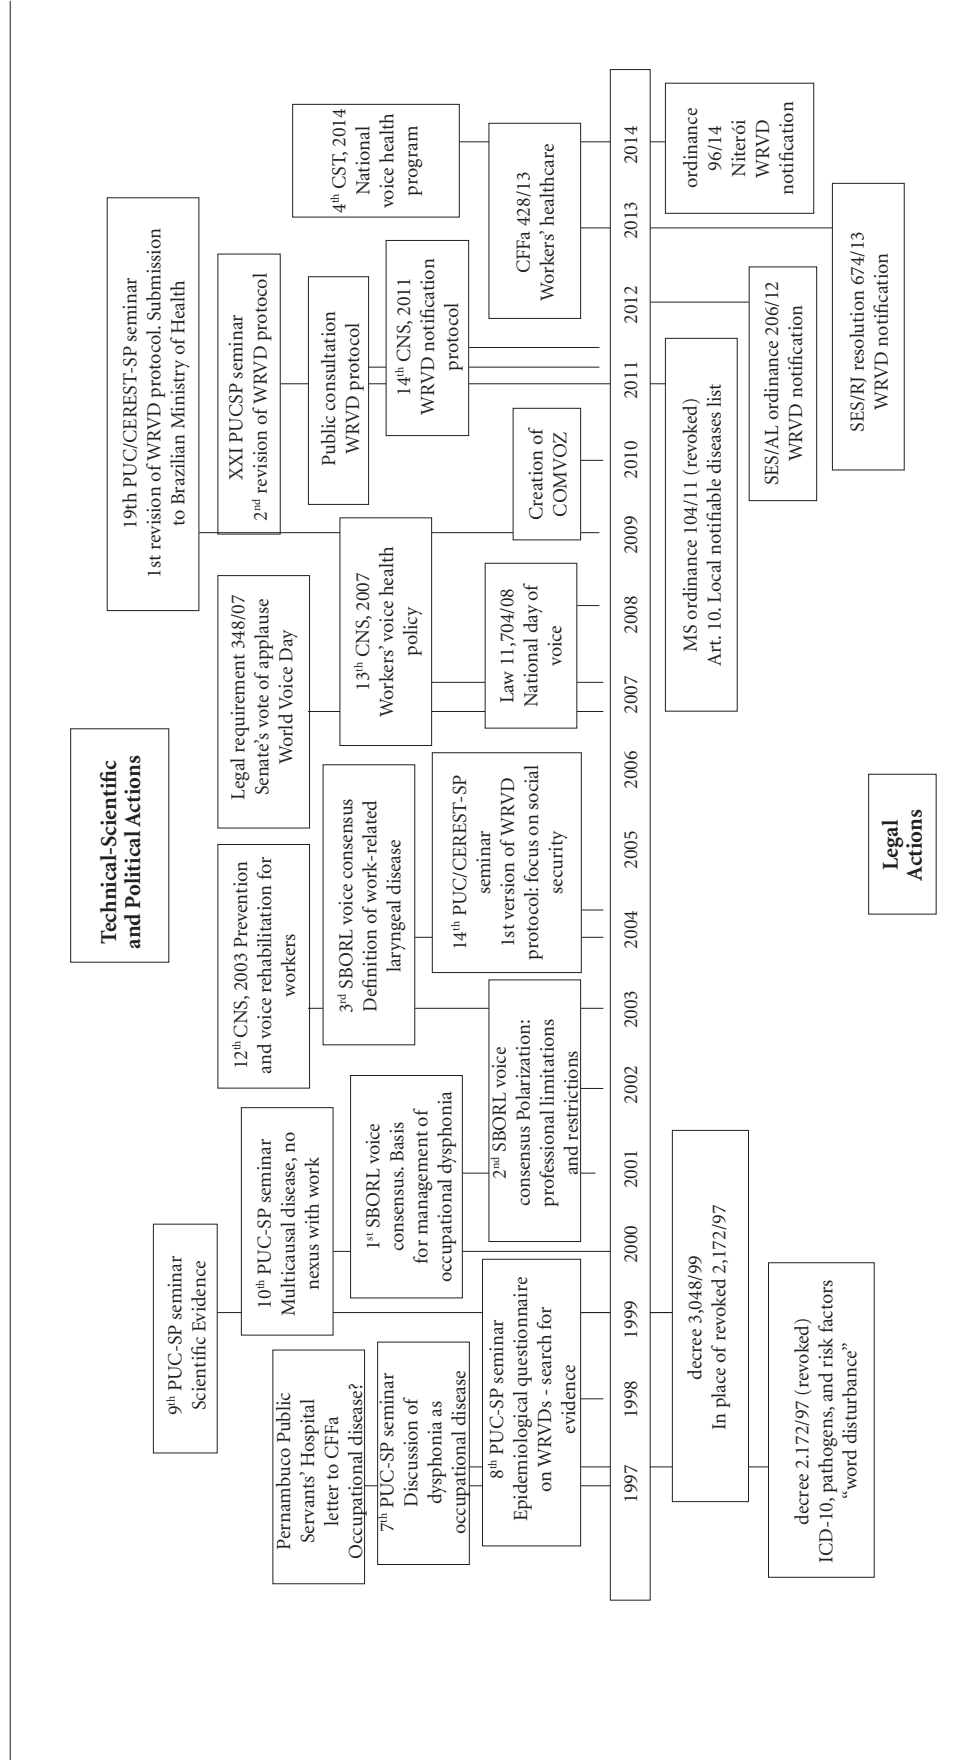 Technical-Scientific
and Political Actions
9th PUC-SP seminar
Scientific Evidence
19th PUC/CEREST-SP seminar
1st revision of WRVD protocol. Submission
to Brazilian Ministry of Health
10th PUC-SP seminar
Multicausal disease, no
nexus with work
12th CNS, 2003 Prevention
and voice rehabilitation for
workers
Legal requirement 348/07
Senate's vote of applause
World Voice Day
XXI PUCSP seminar
2nd revision of WRVD protocol
Pernambuco Public
Servants' Hospital
letter to CFFa
Occupational disease?
3rd SBORL voice consensus
Definition of work-related
laryngeal disease
Public consultation
WRVD protocol
4th CST, 2014
National
voice health
program
7th PUC-SP seminar
Discussion of
dysphonia as
occupational disease
1st SBORL voice
consensus. Basis
for management of
occupational dysphonia
13th CNS, 2007
Workers' voice health
policy
14th CNS, 2011
WRVD notification
protocol
8th PUC-SP seminar
Epidemiological questionnaire
on WRVDs - search for
evidence
2nd SBORL voice
consensus Polarization:
professional limitations
and restrictions
14th PUC/CEREST-SP
seminar
1st version of WRVD
protocol: focus on social
security
Law 11,704/08
National day of
voice
Creation of
COMVOZ
CFFa 428/13
Workers' healthcare
1997 1998 1999 2000 2001 2002 2003 2004 2005 2006 2007 2008 2009 2010 2011 2012 2013 2014
decree 3,048/99
In place of revoked 2,172/97
MS ordinance 104/11 (revoked)
Art. 10. Local notifiable diseases list
ordinance
96/14
Niterói
WRVD
notification
decree 2.172/97 (revoked)
ICD-10, pathogens, and risk factors
“word disturbance”
SES/AL ordinance 206/12
WRVD notification
SES/RJ resolution 674/13
WRVD notification
Legal
Actions